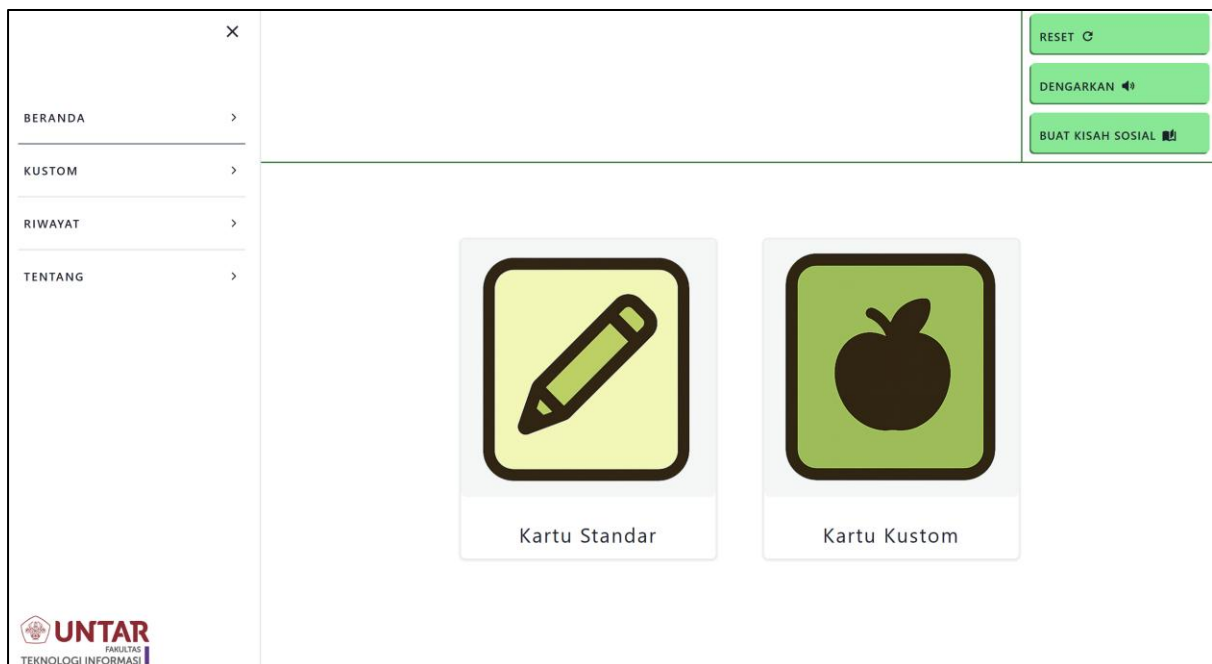 BERANDA
KUSTOM
RIWAYAT
TENTANG
UNTAR
FAKULTAS
TEKNOLOGI INFORMASI
RESET
DENGARKAN
BUAT KISAH SOSIAL
Kartu Standar
Kartu Kustom